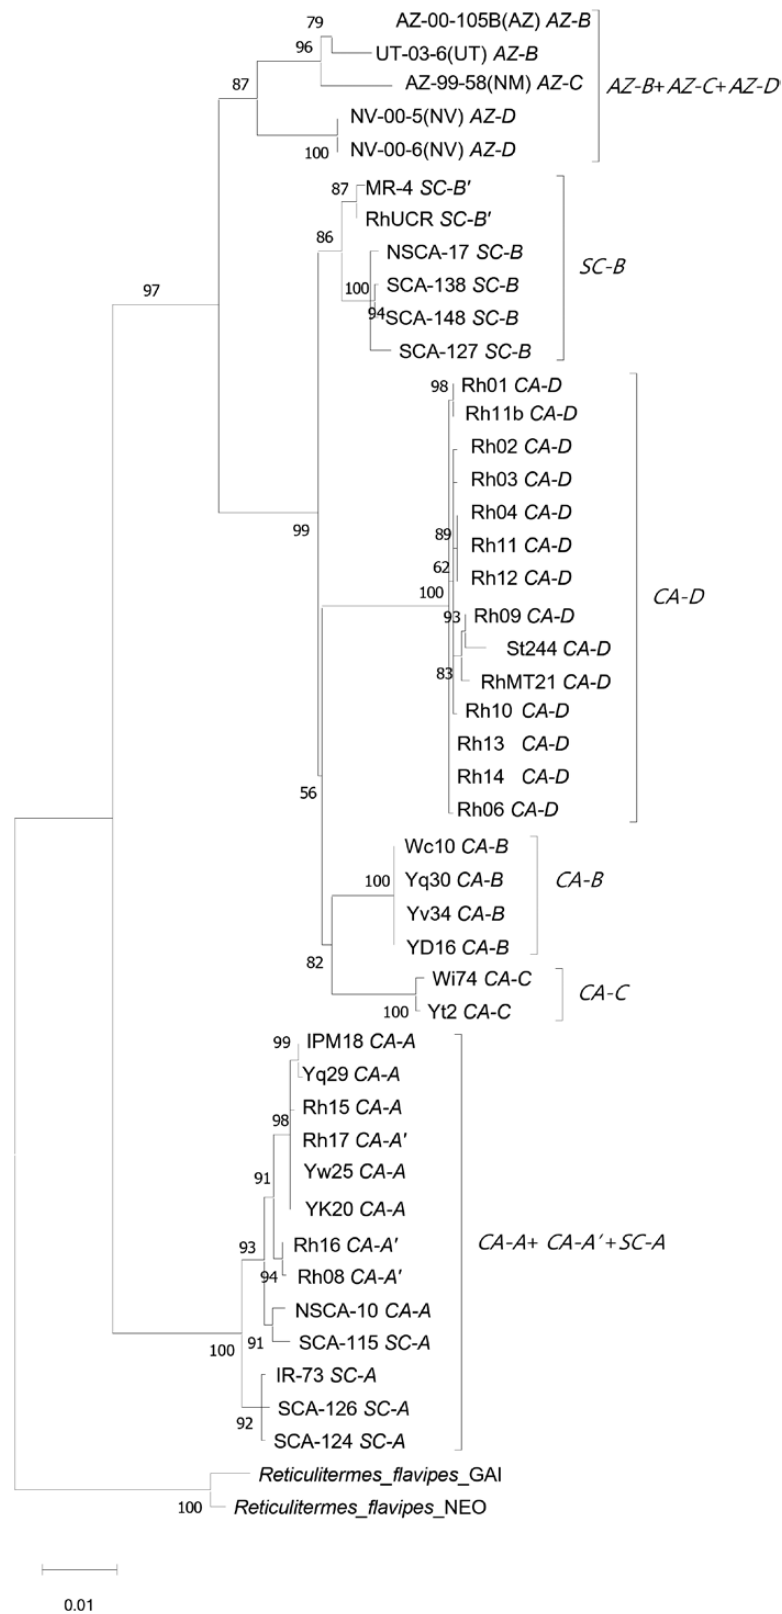 79
AZ-00-105B(AZ) AZ-B
96
UT-03-6(UT) AZ-B
87
AZ-99-58(NM) AZ-C
AZ-B+AZ-C+AZ-D
NV-00-5(NV) AZ-D
100
NV-00-6(NV) AZ-D
87
MR-4 SC-B'
RhUCR SC-B'
86
NSCA-17 SC-B
SC-B
100
SCA-138 SC-B
94
SCA-148 SC-B
97
SCA-127 SC-B
98
Rh01 CA-D
Rh11b CA-D
Rh02 CA-D
Rh03 CA-D
Rh04 CA-D
99
89
Rh11 CA-D
62
Rh12 CA-D
100
CA-D
93
Rh09 CA-D
St244 CA-D
83
RhMT21 CA-D
Rh10 CA-D
Rh13 CA-D
Rh14 CA-D
56
Rh06 CA-D
Wc10 CA-B
100
Yq30 CA-B
CA-B
Yv34 CA-B
YD16 CA-B
82
Wi74 CA-C
CA-C
100
Yt2 CA-C
99
IPM18 CA-A
Yq29 CA-A
Rh15 CA-A
98
Rh17 CA-A'
91
Yw25 CA-A
YK20 CA-A
93
Rh16 CA-A'
CA-A+ CA-A'+SC-A
94
Rh08 CA-A'
NSCA-10 CA-A
91
SCA-115 SC-A
100
IR-73 SC-A
SCA-126 SC-A
92
SCA-124 SC-A
Reticulitermes_flavipes_GAI
100
Reticulitermes_flavipes_NEO
0.01